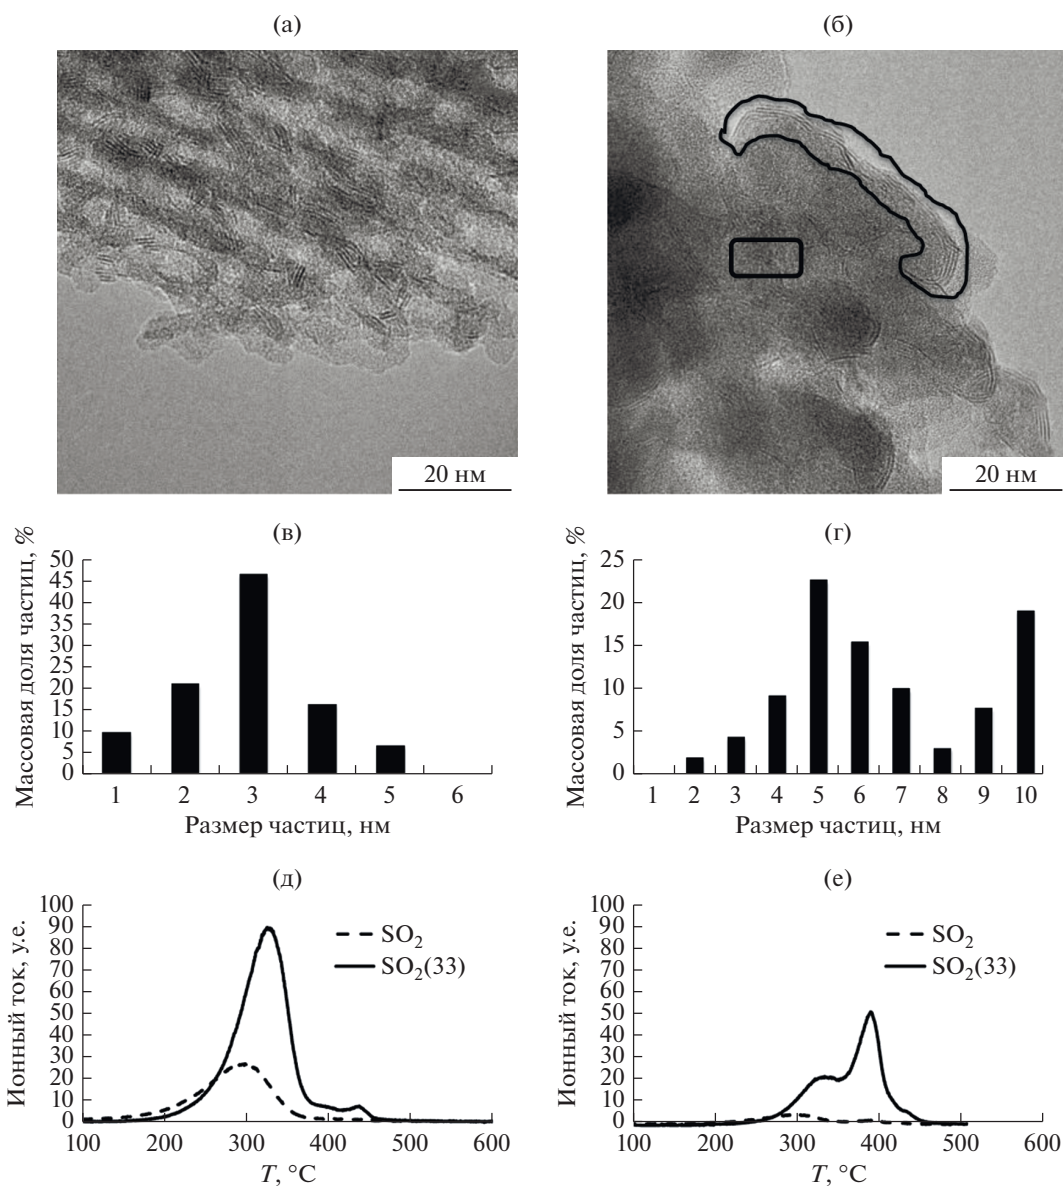 (а)
(б)
20 нм
20 нм
(в)
(г)
Массовая доля частиц, %
50
45
40
35
30
25
20
15
10
5
0
1 2 3 4 5 6
Размер частиц, нм
Массовая доля частиц, %
25
20
15
10
5
0
1 2 3 4 5 6 7 8 9 10
Размер частиц, нм
(д)
(е)
Ионный ток, у.е.
100
90
80
70
60
50
40
30
20
10
0
SO2
SO2(33)
100 200 300 400 500 600
T, °C
Ионный ток, у.е.
100
90
80
70
60
50
40
30
20
10
0
SO2
SO2(33)
100 200 300 400 500 600
T, °C